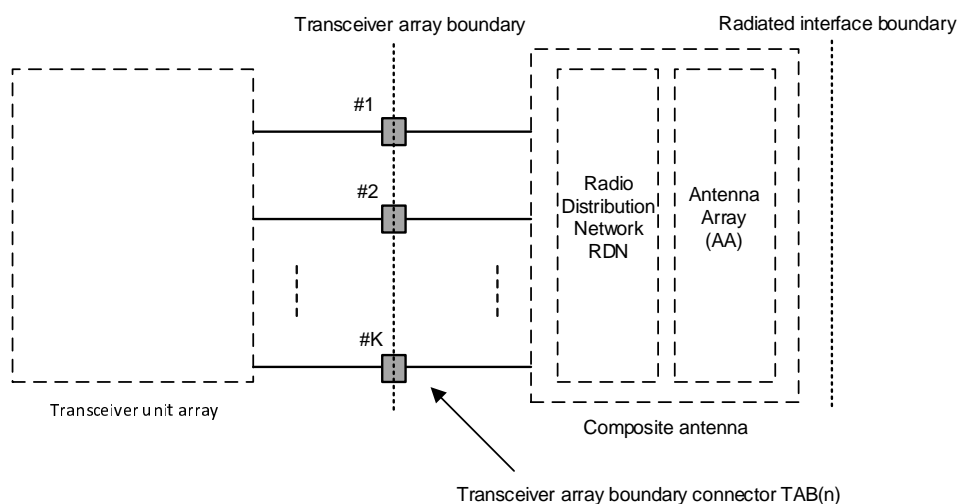 Transceiver array boundary
Radiated interface boundary
#1
#2
#K
Radio
Distribution
Network
RDN
Antenna
Array
(AA)
Transceiver unit array
Composite antenna
Transceiver array boundary connector TAB(n)